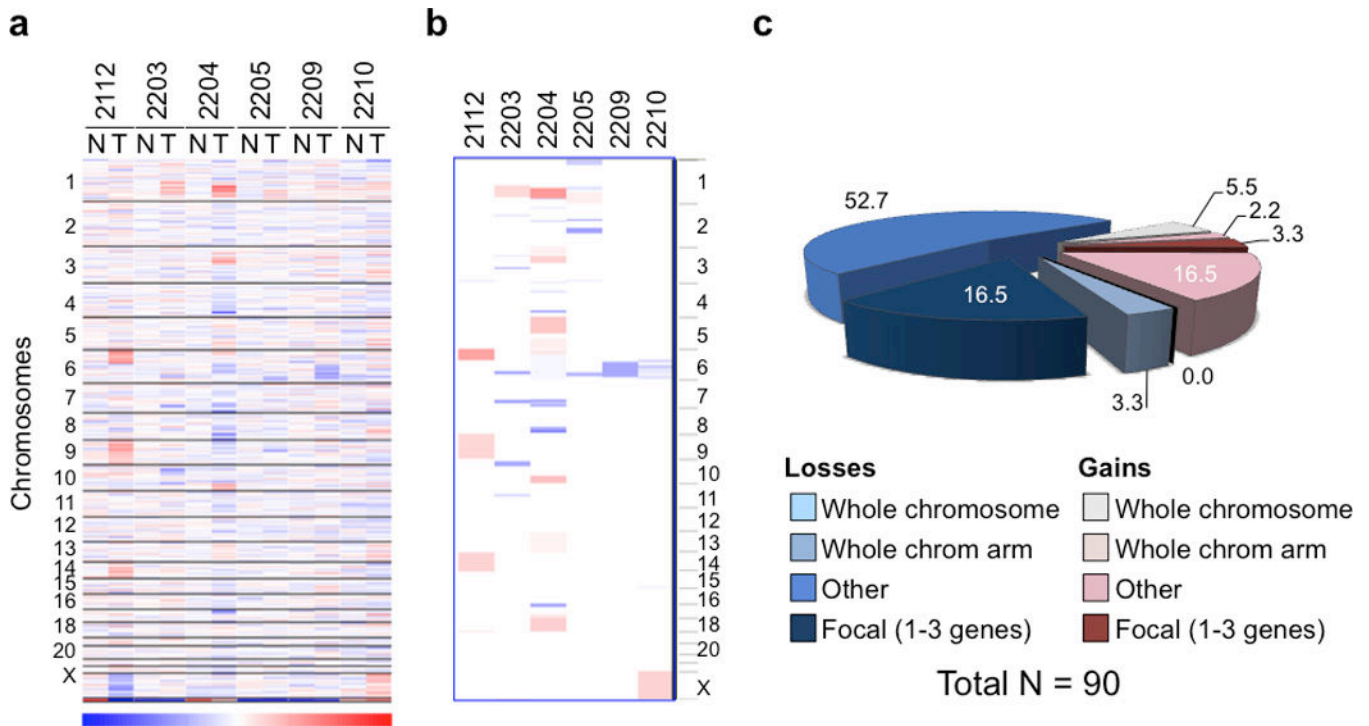 a
2112 2203 2204 2205 2209 2210
N T N T N T N T N T N T
Chromosomes
1
2
3
4
5
6
7
8
9
10
11
12
13
14
15
16
18
20
X
b
2112 2203 2204 2205 2209 2210
1
2
3
4
5
6
7
8
9
10
11
12
13
14
15
16
18
20
X
c
52.7
5.5
2.2
3.3
16.5
16.5
0.0
3.3
Losses
Whole chromosome
Whole chrom arm
Other
Focal (1-3 genes)
Gains
Whole chromosome
Whole chrom arm
Other
Focal (1-3 genes)
Total N = 90